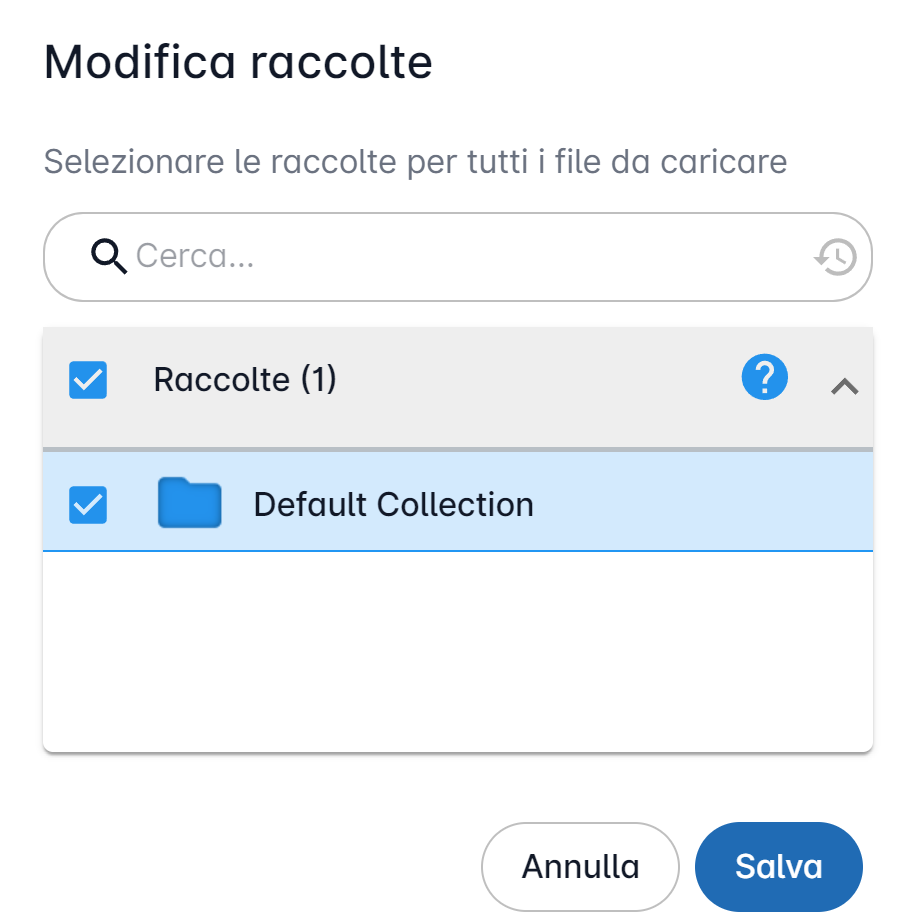 Modifica raccolte
Selezionare le raccolte per tutti i file da caricare
Cerca...
Raccolte (1) ?
Default Collection
Annulla Salva